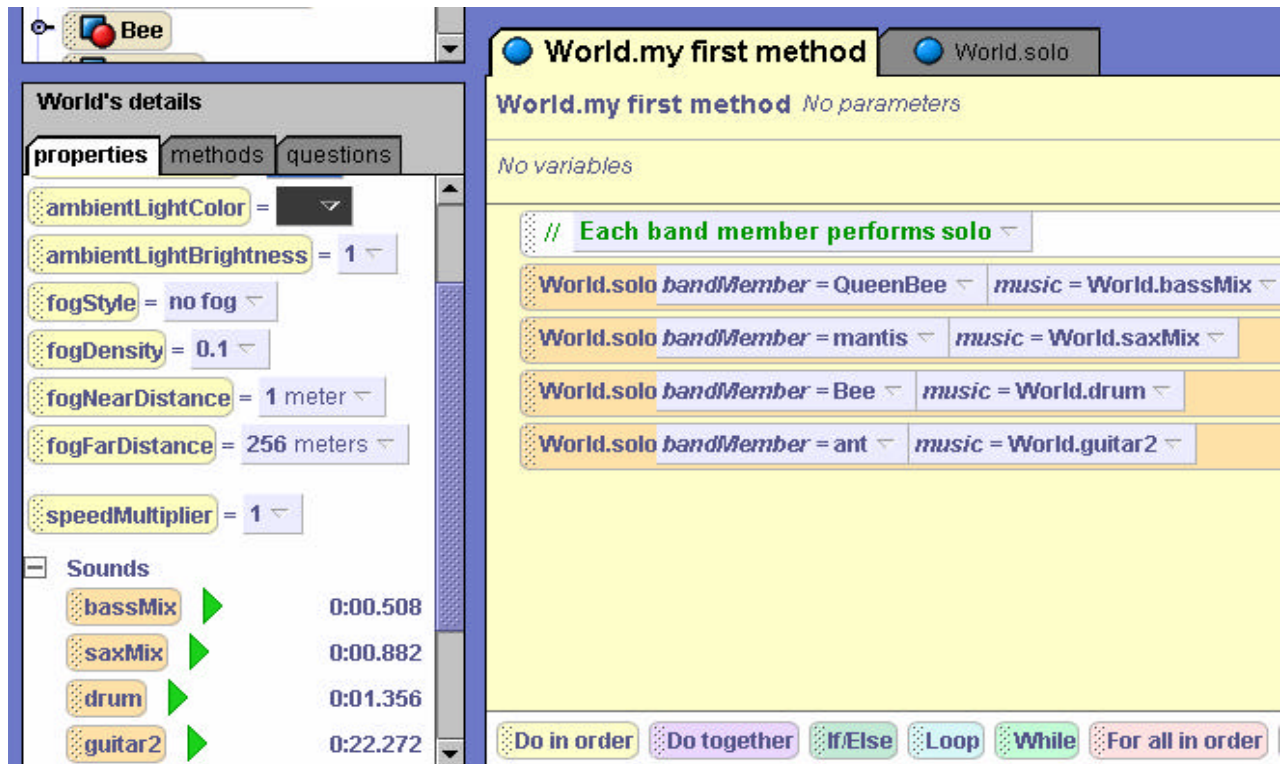 Bee
World's details
properties methods questions
ambientLightColor =
ambientLightBrightness = 1
fogStyle = no fog
fogDensity = 0.1
fogNearDistance = 1 meter
fogFarDistance = 256 meters
speedMultiplier = 1
Sounds
bassMix 0:00.508
saxMix 0:00.882
drum 0:01.356
guitar2 0:22.272
World.my first method World.solo
World.my first method No parameters
No variables
// Each band member performs solo
World.solo bandMember = QueenBee music = World.bassMix
World.solo bandMember = mantis music = World.saxMix
World.solo bandMember = Bee music = World.drum
World.solo bandMember = ant music = World.guitar2
Do in order Do together If/Else Loop While For all in order